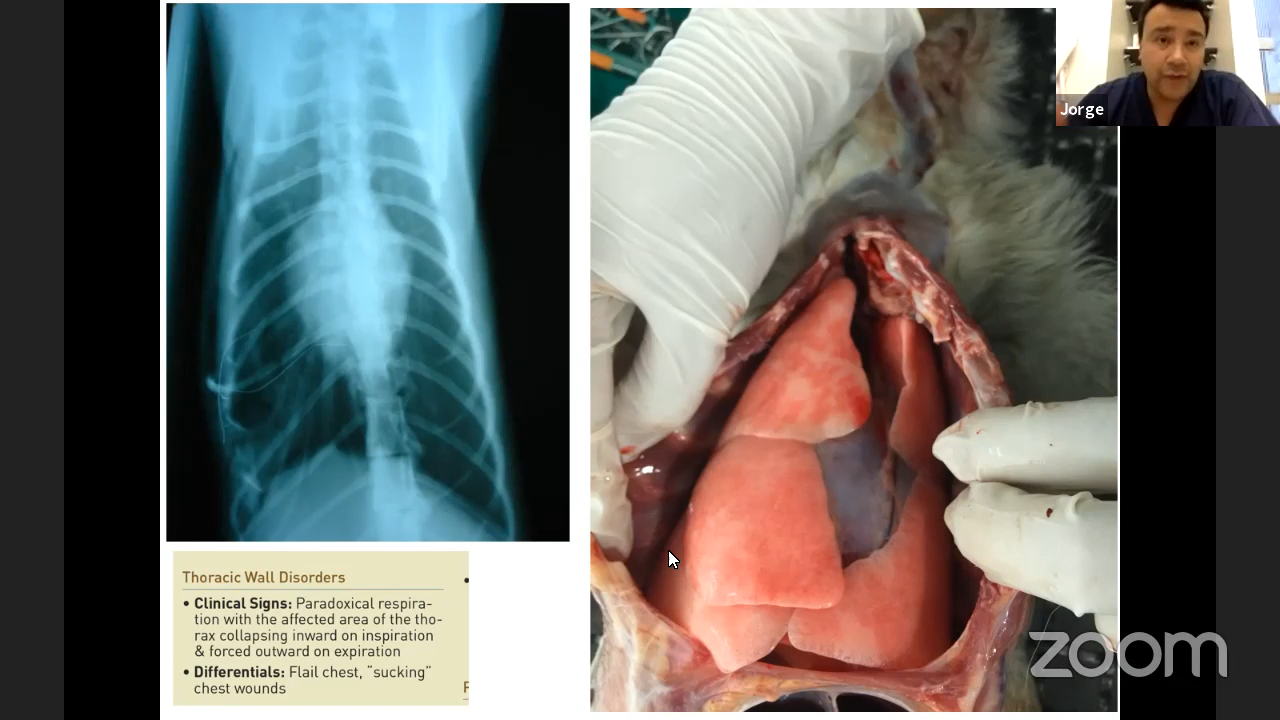 Jorge
Thoracic Wall Disorders
• Clinical Signs: Paradoxical respira-
tion with the affected area of the tho-
rax collapsing inward on inspiration
& forced outward on expiration
• Differentials: Flail chest, "sucking"
chest wounds
zoom